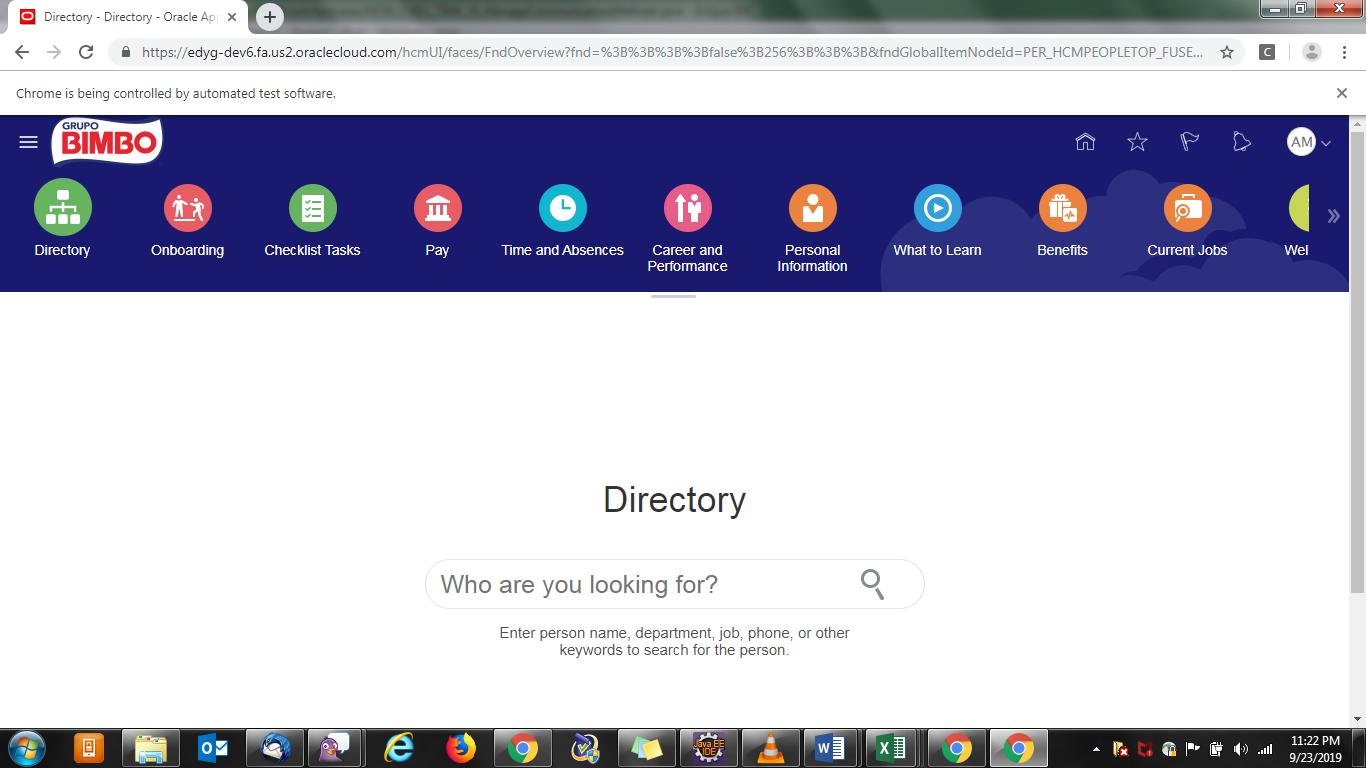 Directory - Directory - Oracle Ap
https://edyg-dev6.fa.us2.oraclecloud.com/hcmUI/faces/FndOverview?fnd=%3B%3B%3B%3Bfalse%3B256%3B%3B%3B&fndGlobalItemNodeId=PER_HCMPEOPLETOP_FUSE...
C
Chrome is being controlled by automated test software.
GRUPO
BIMBO
AM
Directory
Onboarding
Checklist Tasks
Pay
Time and Absences
Career and
Performance
Personal
Information
What to Learn
Benefits
Current Jobs
Wel
Directory
Who are you looking for?
Enter person name, department, job, phone, or other
keywords to search for the person.
Java EE
IDE
11:22 PM
9/23/2019